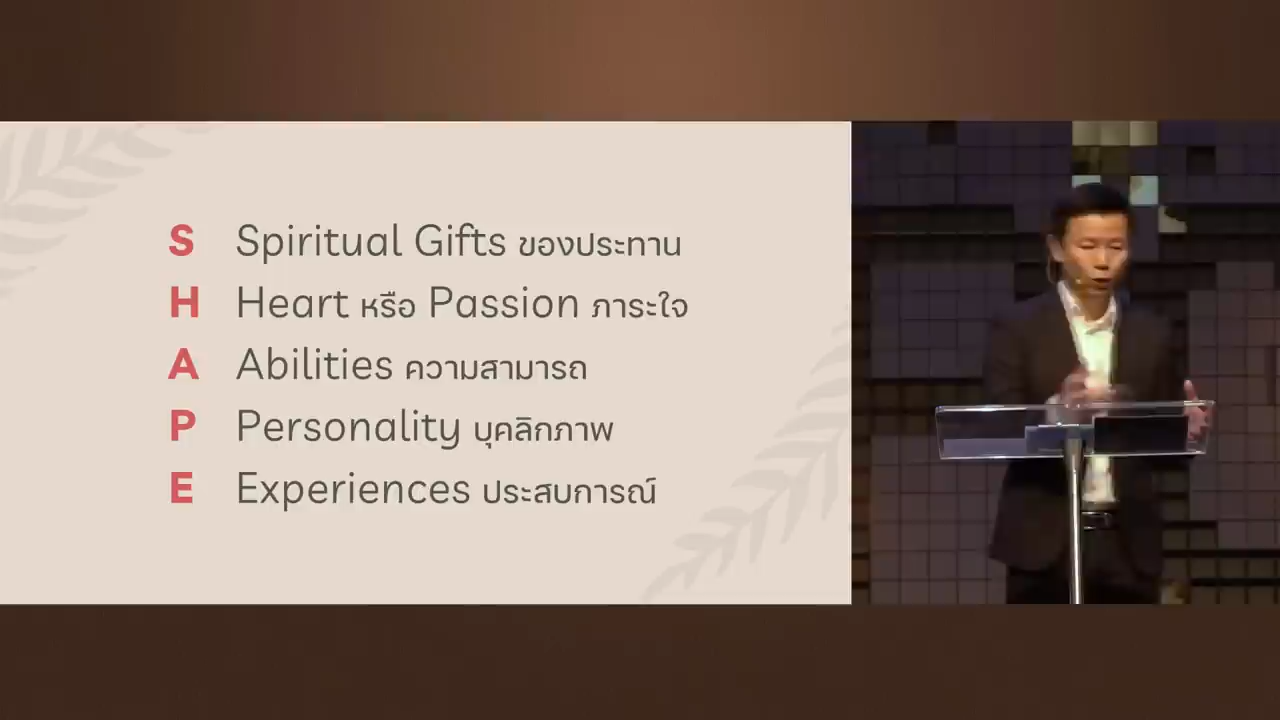 S Spiritual Gifts ของประทาน
H Heart หรือ Passion ภาระใจ
A Abilities ความสามารถ
P Personality บุคลิกภาพ
E Experiences ประสบการณ์